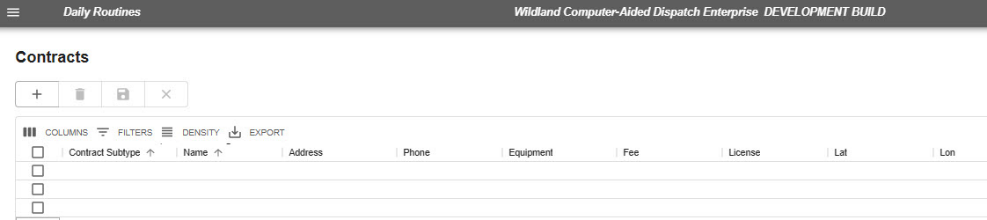 Daily Routines Wildland Computer-Aided Dispatch Enterprise DEVELOPMENT BUILD
Contracts
COLUMNS FILTERS DENSITY EXPORT
Contract Subtype Name Address Phone Equipment Fee License Lat Lon